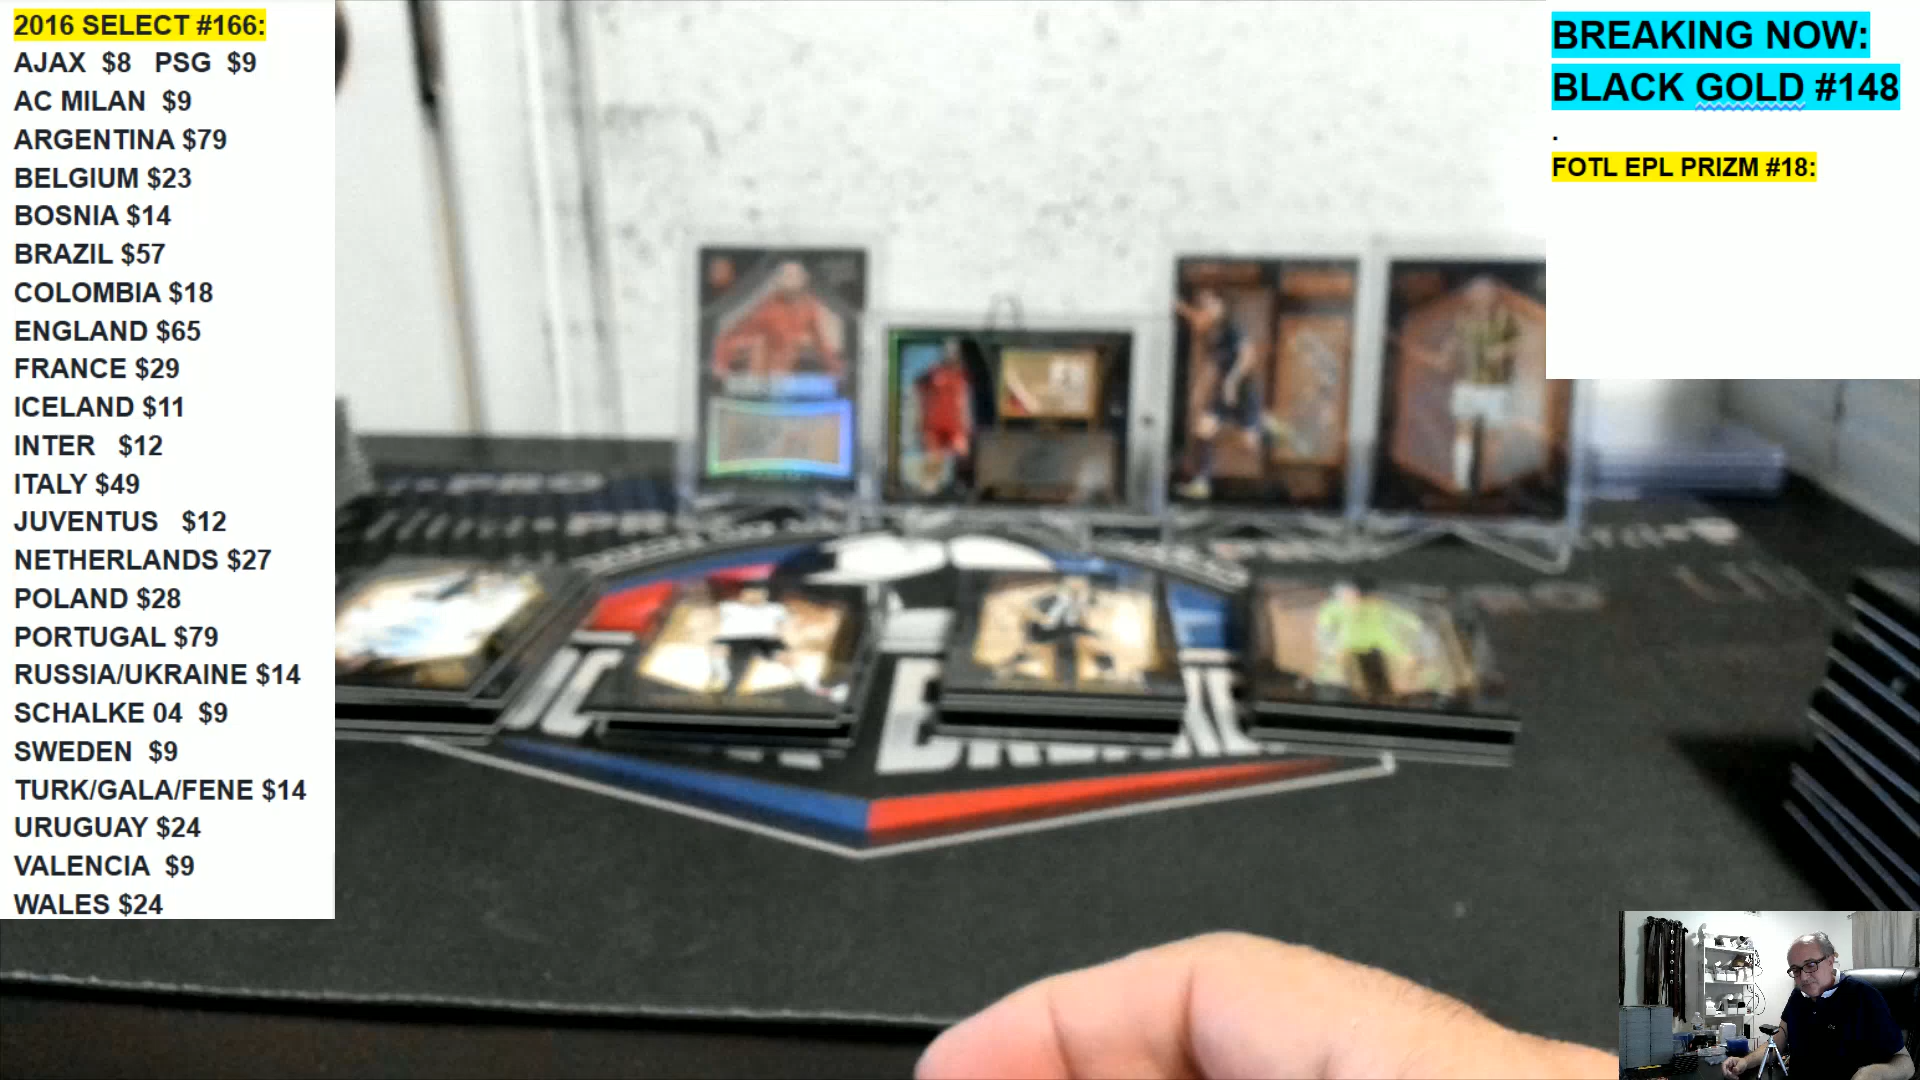 2016 SELECT #166:
AJAX $8 PSG $9
AC MILAN $9
ARGENTINA $79
BELGIUM $23
BOSNIA $14
BRAZIL $57
COLOMBIA $18
ENGLAND $65
FRANCE $29
ICELAND $11
INTER $12
ITALY $49
JUVENTUS $12
NETHERLANDS $27
POLAND $28
PORTUGAL $79
RUSSIA/UKRAINE $14
SCHALKE 04 $9
SWEDEN $9
TURK/GALA/FENE $14
URUGUAY $24
VALENCIA $9
WALES $24
BREAKING NOW:
BLACK GOLD #148
.
FOTL EPL PRIZM #18: